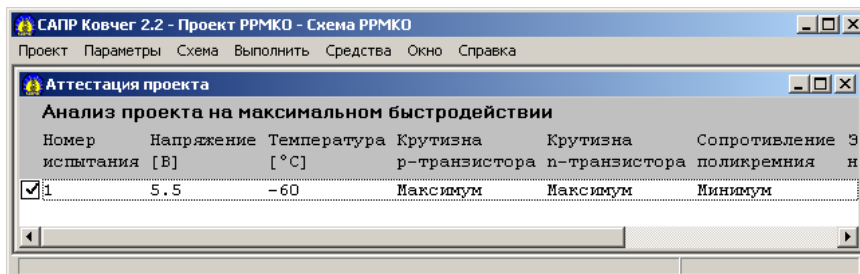 САПР Ковчег 2.2 - Проект РРМКО - Схема РРМКО
Проект Параметры Схема Выполнить Средства Окно Справка
Аттестация проекта
Анализ проекта на максимальном быстродействии
Номер Напряжение Температура Крутизна Крутизна Сопротивление Э
испытания [В] [°C] р-транзистора n-транзистора поликремния н
1 5.5 -60 Максимум Максимум Минимум